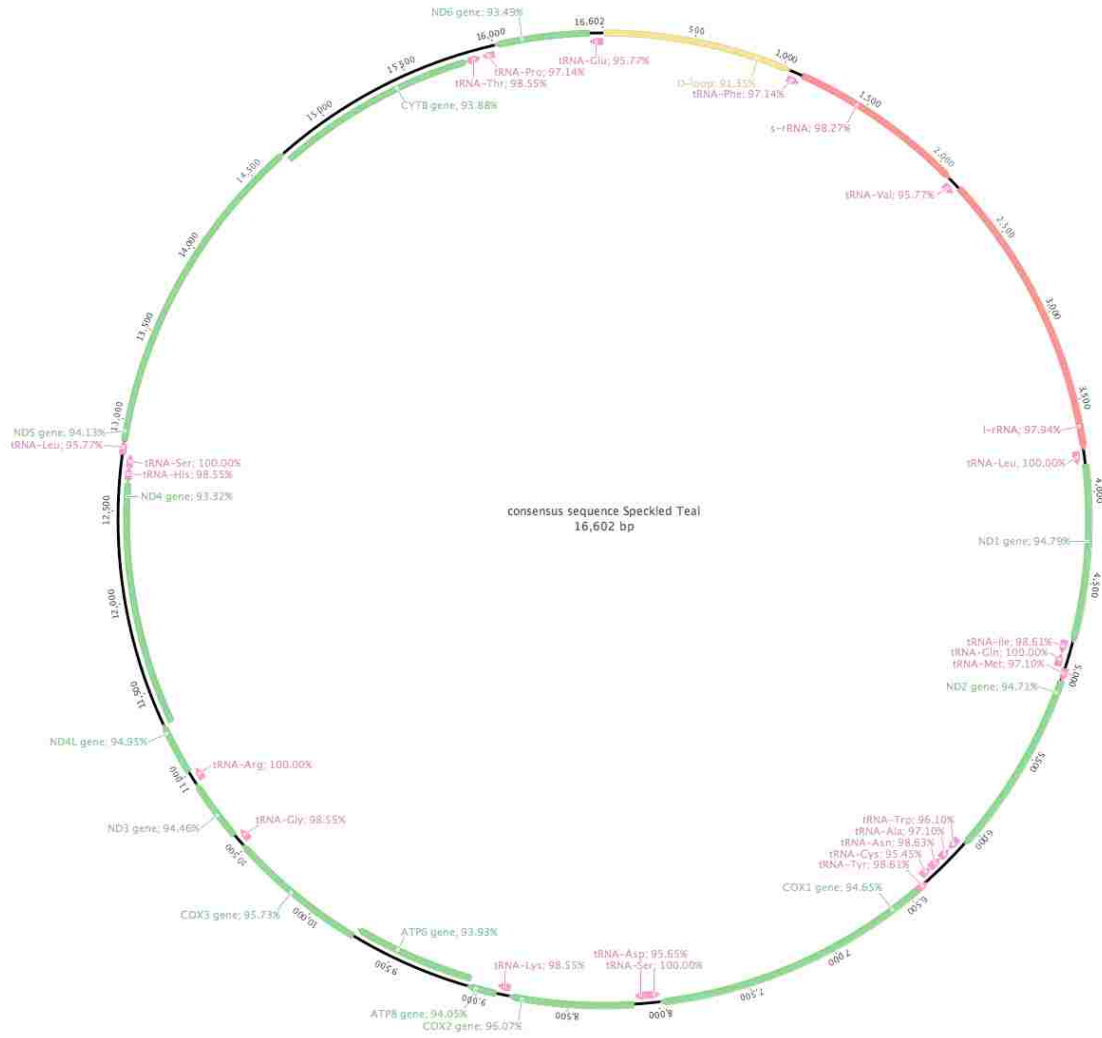 ND6 gene; 93.49%
16,602
16,000
500
1,000
15,500
15,000
tRNA-Glu; 95.77%
tRNA-Pro; 97.14%
tRNA-Thr; 98.55%
D-loop; 91.35%
tRNA-Phe; 97.14%
CYTB gene; 93.88%
s-rRNA; 98.27%
1,500
2,000
14,500
tRNA-Val; 95.77%
2,500
14,000
3,000
13,500
3,500
13,000
ND5 gene; 94.13%
l-rRNA; 97.94%
tRNA-Leu; 95.77%
tRNA-Ser; 100.00%
tRNA-Leu; 100.00%
tRNA-His; 98.55%
4,000
ND4 gene; 93.32%
12,500
consensus sequence Speckled Teal
16,602 bp
ND1 gene; 94.79%
4,500
12,000
tRNA-Ile; 98.61%
tRNA-Gln; 100.00%
tRNA-Met; 97.10%
5,000
ND2 gene; 94.71%
11,500
ND4L gene; 94.95%
5,500
tRNA-Arg; 100.00%
11,000
tRNA-Trp; 96.10%
tRNA-Ala; 97.10%
tRNA-Asn; 98.63%
tRNA-Cys; 95.45%
tRNA-Tyr; 98.61%
6,000
tRNA-Gly; 98.55%
ND3 gene; 94.46%
10,500
COX1 gene; 94.65%
6,500
COX3 gene; 95.73%
10,000
ATP6 gene; 93.93%
7,000
9,500
tRNA-Asp; 95.65%
tRNA-Lys; 98.55%
tRNA-Ser; 100.00%
7,500
9,000
ATP8 gene; 94.05%
8,500
8,000
COX2 gene; 96.07%